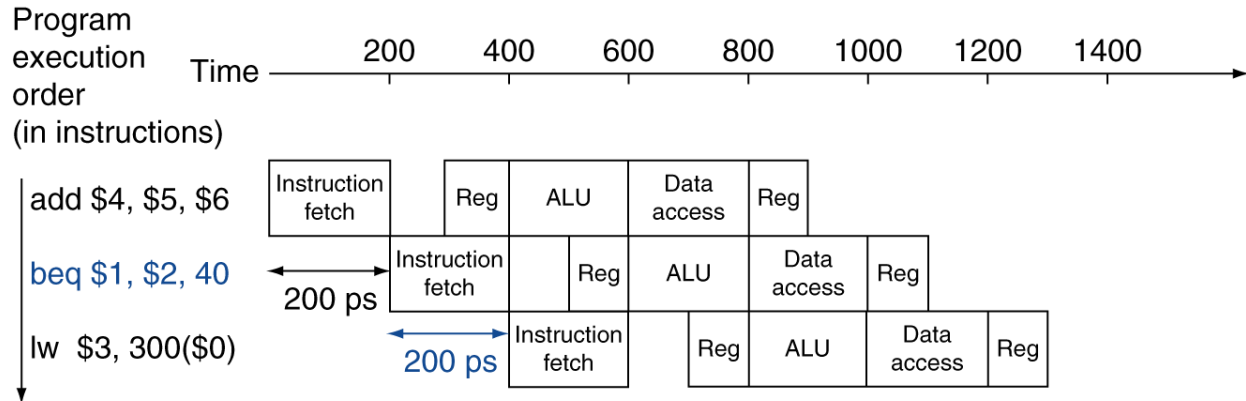 Program
execution
order
(in instructions)
Time
200 400 600 800 1000 1200 1400
add $4, $5, $6
Instruction
fetch
Reg
ALU
Data
access
Reg
beq $1, $2, 40
200 ps
Instruction
fetch
Reg
ALU
Data
access
Reg
lw $3, 300($0)
200 ps
Instruction
fetch
Reg
ALU
Data
access
Reg